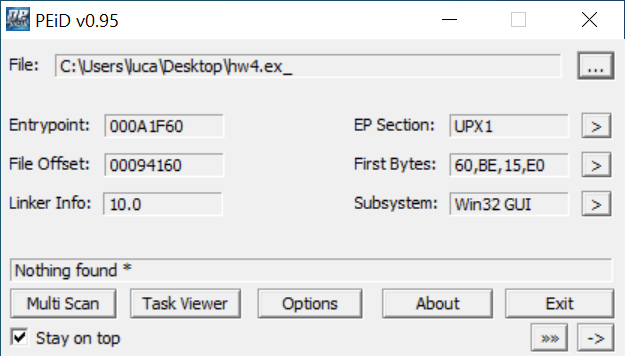 PEiD v0.95
File: C:\Users\luca\Desktop\hw4.ex_ ...
Entrypoint: 000A1F60 EP Section: UPX1 >
File Offset: 00094160 First Bytes: 60,BE,15,E0 >
Linker Info: 10.0 Subsystem: Win32 GUI >
Nothing found *
Multi Scan Task Viewer Options About Exit
Stay on top »» ->